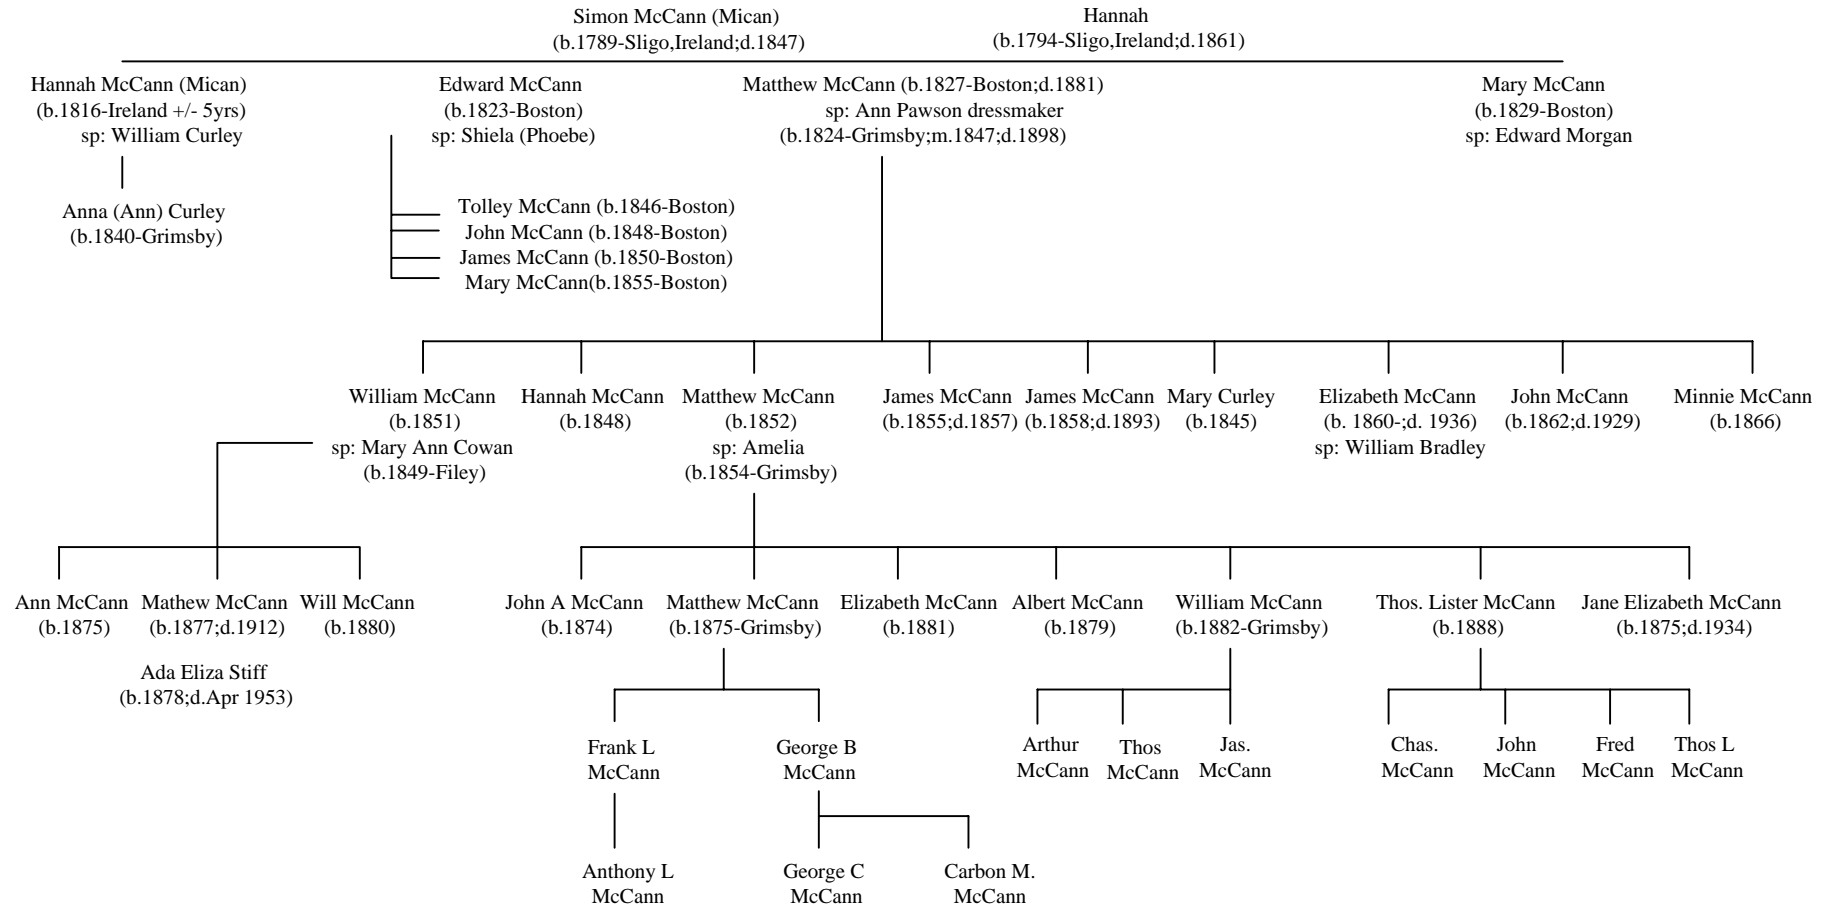 Simon McCann (Mican)
(b.1789-Sligo,Ireland;d.1847)
Hannah
(b.1794-Sligo,Ireland;d.1861)
Hannah McCann (Mican)
(b.1816-Ireland +/- 5yrs)
sp: William Curley
Edward McCann
(b.1823-Boston)
sp: Shiela (Phoebe)
Matthew McCann (b.1827-Boston;d.1881)
sp: Ann Pawson dressmaker
(b.1824-Grimsby;m.1847;d.1898)
Mary McCann
(b.1829-Boston)
sp: Edward Morgan
Anna (Ann) Curley
(b.1840-Grimsby)
Tolley McCann (b.1846-Boston)
John McCann (b.1848-Boston)
James McCann (b.1850-Boston)
Mary McCann(b.1855-Boston)
William McCann
(b.1851)
sp: Mary Ann Cowan
(b.1849-Filey)
Hannah McCann
(b.1848)
Matthew McCann
(b.1852)
sp: Amelia
(b.1854-Grimsby)
James McCann
(b.1855;d.1857)
James McCann
(b.1858;d.1893)
Mary Curley
(b.1845)
Elizabeth McCann
(b. 1860-;d. 1936)
sp: William Bradley
John McCann
(b.1862;d.1929)
Minnie McCann
(b.1866)
Ann McCann
(b.1875)
Mathew McCann
(b.1877;d.1912)
Ada Eliza Stiff
(b.1878;d.Apr 1953)
Will McCann
(b.1880)
John A McCann
(b.1874)
Matthew McCann
(b.1875-Grimsby)
Elizabeth McCann
(b.1881)
Albert McCann
(b.1879)
William McCann
(b.1882-Grimsby)
Thos. Lister McCann
(b.1888)
Jane Elizabeth McCann
(b.1875;d.1934)
Frank L
McCann
George B
McCann
Arthur
McCann
Thos
McCann
Jas.
McCann
Chas.
McCann
John
McCann
Fred
McCann
Thos L
McCann
Anthony L
McCann
George C
McCann
Carbon M.
McCann